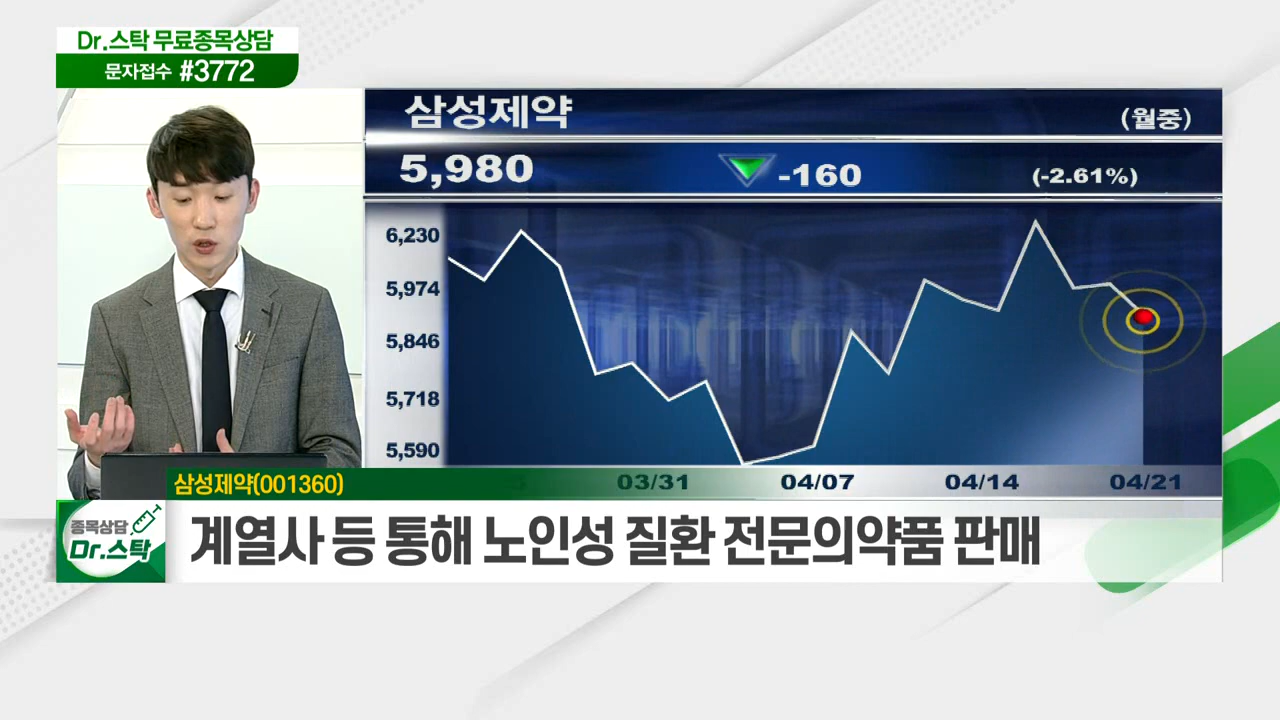 Dr.스탁 무료종목상담
문자접수 #3772
삼성제약 (월중)
5,980 -160 (-2.61%)
6,230
5,974
5,846
5,718
5,590
03/31 04/07 04/14 04/21
삼성제약(001360)
종목상담
Dr.스탁
계열사 등 통해 노인성 질환 전문의약품 판매